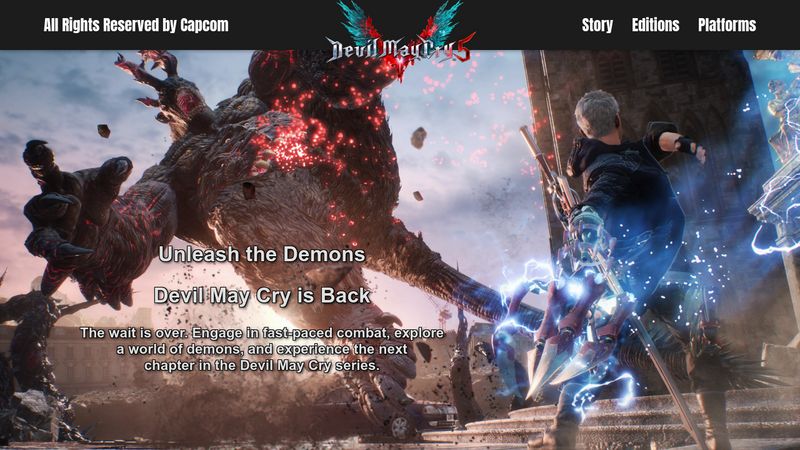 All Rights Reserved by Capcom
Devil May Cry 5
Story
Editions
Platforms
Unleash the Demons
Devil May Cry is Back
The wait is over. Engage in fast-paced combat, explore
a world of demons, and experience the next
chapter in the Devil May Cry series.